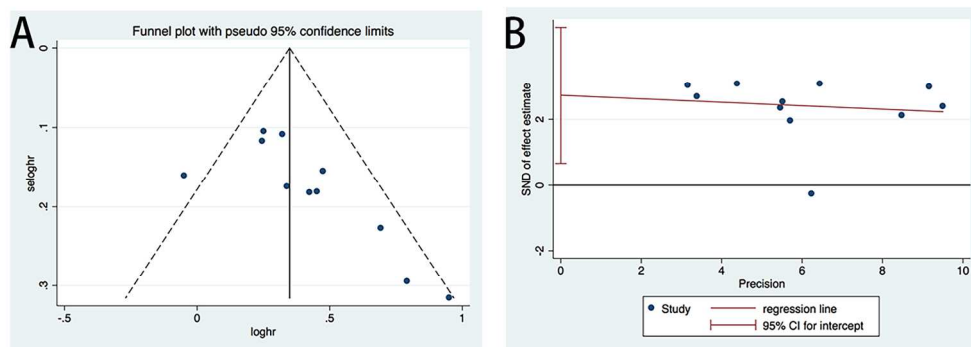 A
Funnel plot with pseudo 95% confidence limits
0
.1
.2
.3
seloghr
-.5
0
.5
1
loghr
B
SND of effect estimate
2
0
-2
0
2
4
6
8
10
Precision
Study
regression line
95% CI for intercept